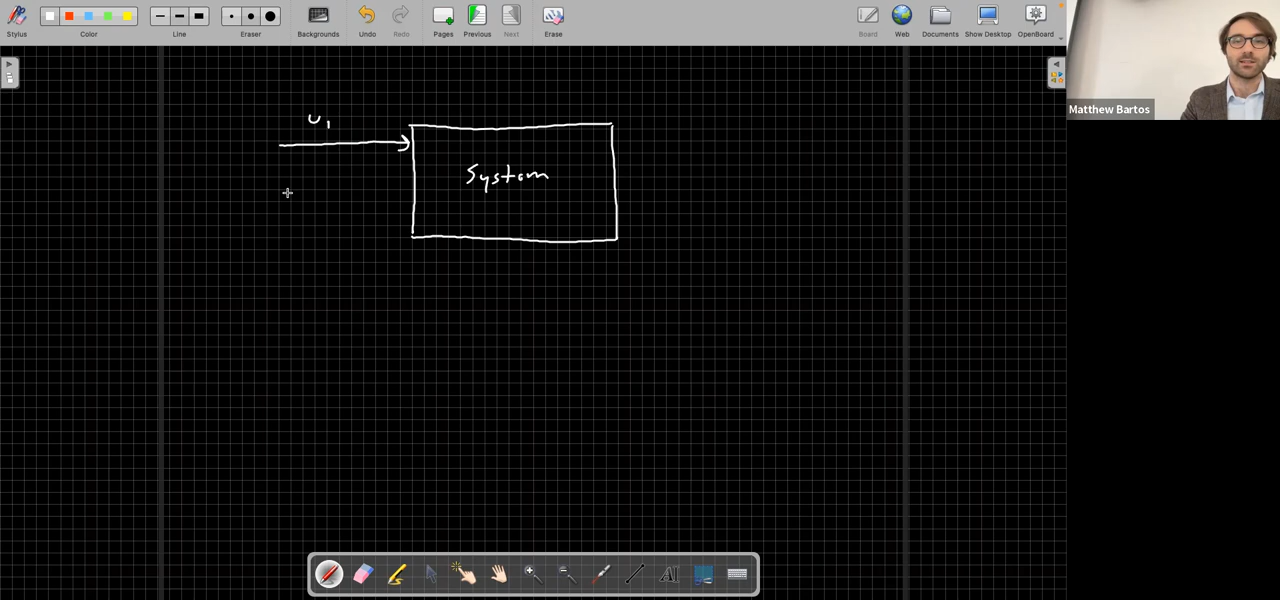 Stylus Color Line Eraser Backgrounds Undo Redo Pages Previous Next Erase Board Web Documents Show Desktop OpenBoard
Matthew Bartos
U1
System
AI